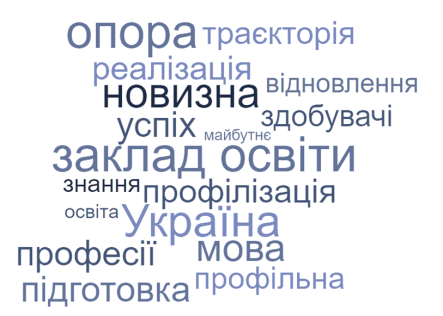 опора траєкторія
реалізація
відновлення
новизна
здобувачі
успіх
майбутнє
заклад освіти
знання
профілізація
освіта
Україна
мова
професії
профільна
підготовка